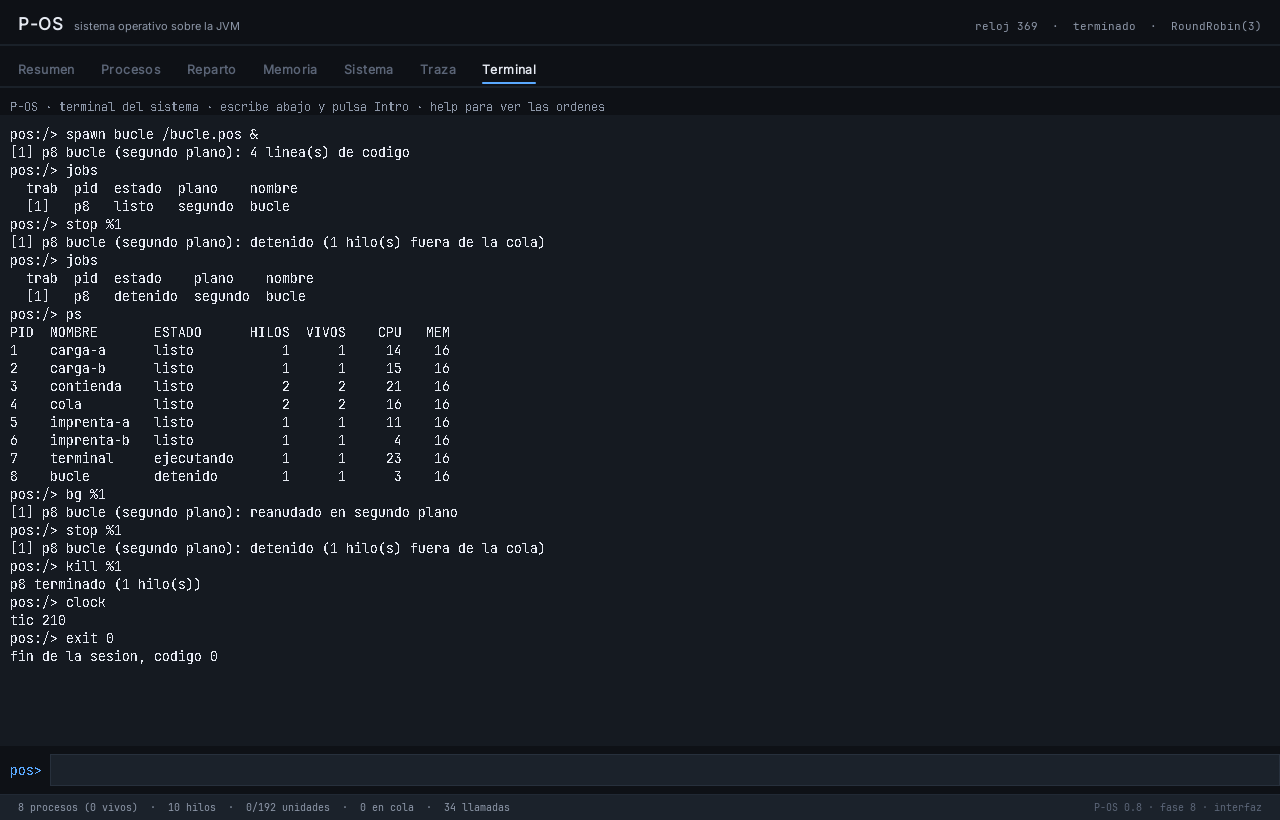 P-OS sistema operativo sobre la JVM reloj 369 · terminado · RoundRobin(3)
Resumen Procesos Reparto Memoria Sistema Traza Terminal
P-OS · terminal del sistema · escribe abajo y pulsa Intro · help para ver las ordenes
pos:/> spawn bucle /bucle.pos &
[1] p8 bucle (segundo plano): 4 linea(s) de codigo
pos:/> jobs
  trab  pid  estado  plano    nombre
  [1]   p8   listo   segundo  bucle
pos:/> stop %1
[1] p8 bucle (segundo plano): detenido (1 hilo(s) fuera de la cola)
pos:/> jobs
  trab  pid  estado    plano    nombre
  [1]   p8   detenido  segundo  bucle
pos:/> ps
PID  NOMBRE       ESTADO      HILOS  VIVOS    CPU   MEM
1    carga-a      listo           1      1     14    16
2    carga-b      listo           1      1     15    16
3    contienda    listo           2      2     21    16
4    cola         listo           2      2     16    16
5    imprenta-a   listo           1      1     11    16
6    imprenta-b   listo           1      1      4    16
7    terminal     ejecutando      1      1     23    16
8    bucle        detenido        1      1      3    16
pos:/> bg %1
[1] p8 bucle (segundo plano): reanudado en segundo plano
pos:/> stop %1
[1] p8 bucle (segundo plano): detenido (1 hilo(s) fuera de la cola)
pos:/> kill %1
p8 terminado (1 hilo(s))
pos:/> clock
tic 210
pos:/> exit 0
fin de la sesion, codigo 0
pos>
8 procesos (0 vivos) · 10 hilos · 0/192 unidades · 0 en cola · 34 llamadas P-OS 0.8 · fase 8 · interfaz